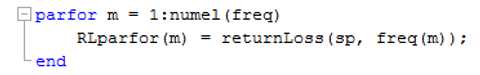 parfor m = 1:numel(freq)
    RLparfor(m) = returnLoss(sp, freq(m));
end